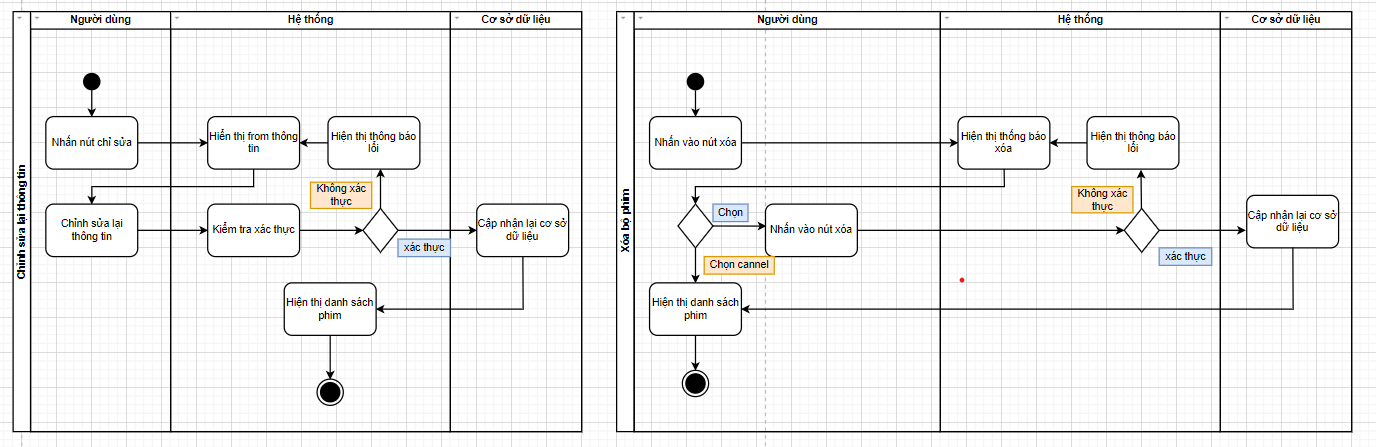 Người dùng
Hệ thống
Cơ sở dữ liệu
Chỉnh sửa lại thông tin
Nhấn nút chỉ sửa
Hiển thị from thông
tin
Hiện thị thông báo
lỗi
Không xác
thực
Chỉnh sửa lại
thông tin
Kiểm tra xác thực
xác thực
Cập nhận lại cơ sở
dữ liệu
Hiện thị danh sách
phim
Người dùng
Hệ thống
Cơ sở dữ liệu
Xóa bộ phim
Nhấn vào nút xóa
Hiện thị thống báo
xóa
Hiện thị thông báo
lỗi
Không xác
thực
Chọn
Nhấn vào nút xóa
Chọn cannel
xác thực
Cập nhận lại cơ sở
dữ liệu
Hiện thị danh sách
phim